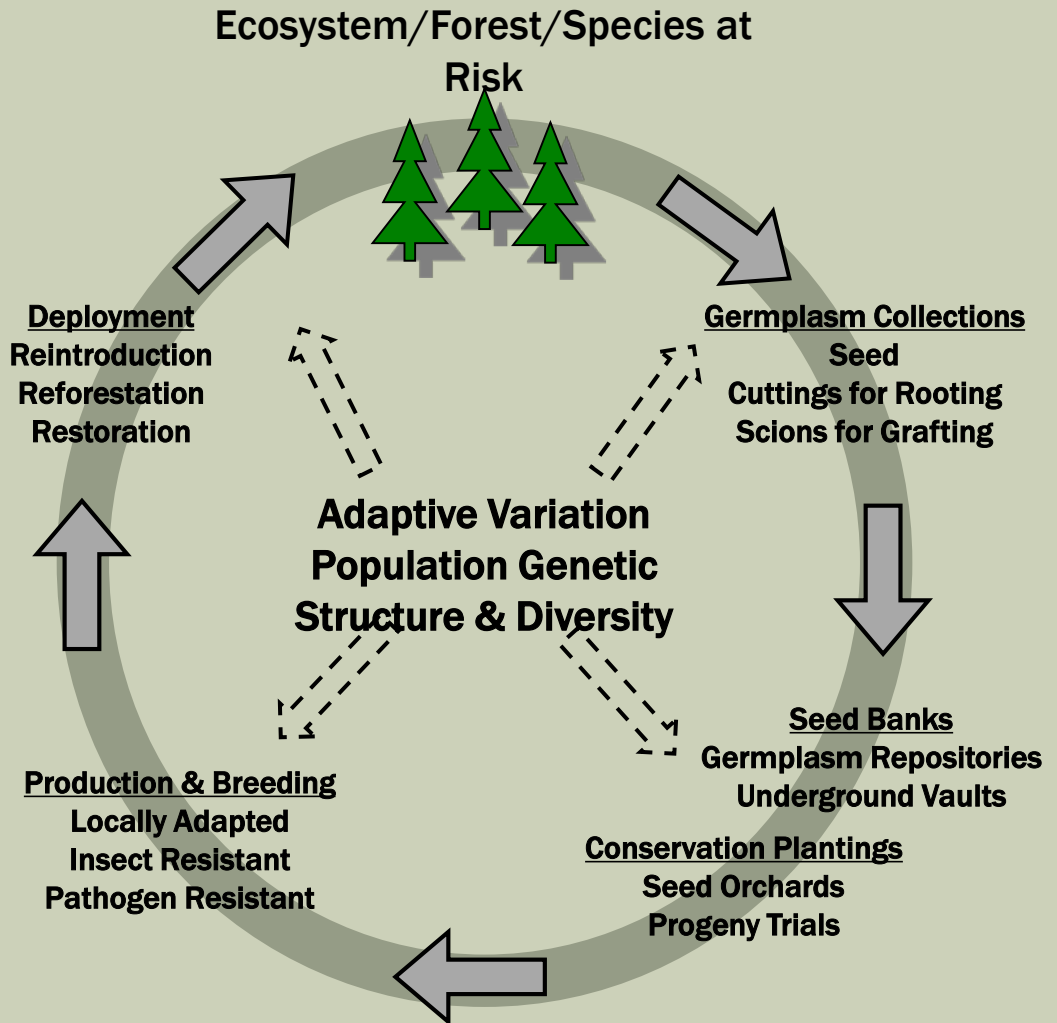 Ecosystem/Forest/Species at
Risk
Germplasm Collections
Seed
Cuttings for Rooting
Scions for Grafting
Seed Banks
Germplasm Repositories
Underground Vaults
Conservation Plantings
Seed Orchards
Progeny Trials
Production & Breeding
Locally Adapted
Insect Resistant
Pathogen Resistant
Deployment
Reintroduction
Reforestation
Restoration
Adaptive Variation
Population Genetic
Structure & Diversity